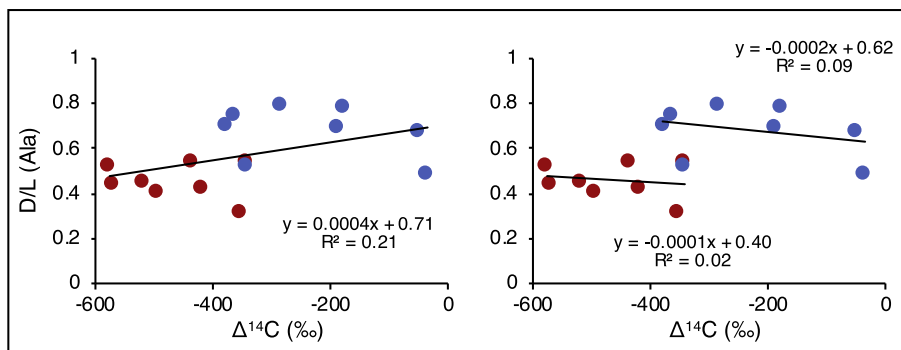 1
0.8
0.6
0.4
0.2
0
D/L (Ala)
-600
-400
-200
0
Δ¹⁴C (‰)
y = 0.0004x + 0.71
R² = 0.21
1
0.8
0.6
0.4
0.2
0
-600
-400
-200
0
Δ¹⁴C (‰)
y = -0.0002x + 0.62
R² = 0.09
y = -0.0001x + 0.40
R² = 0.02